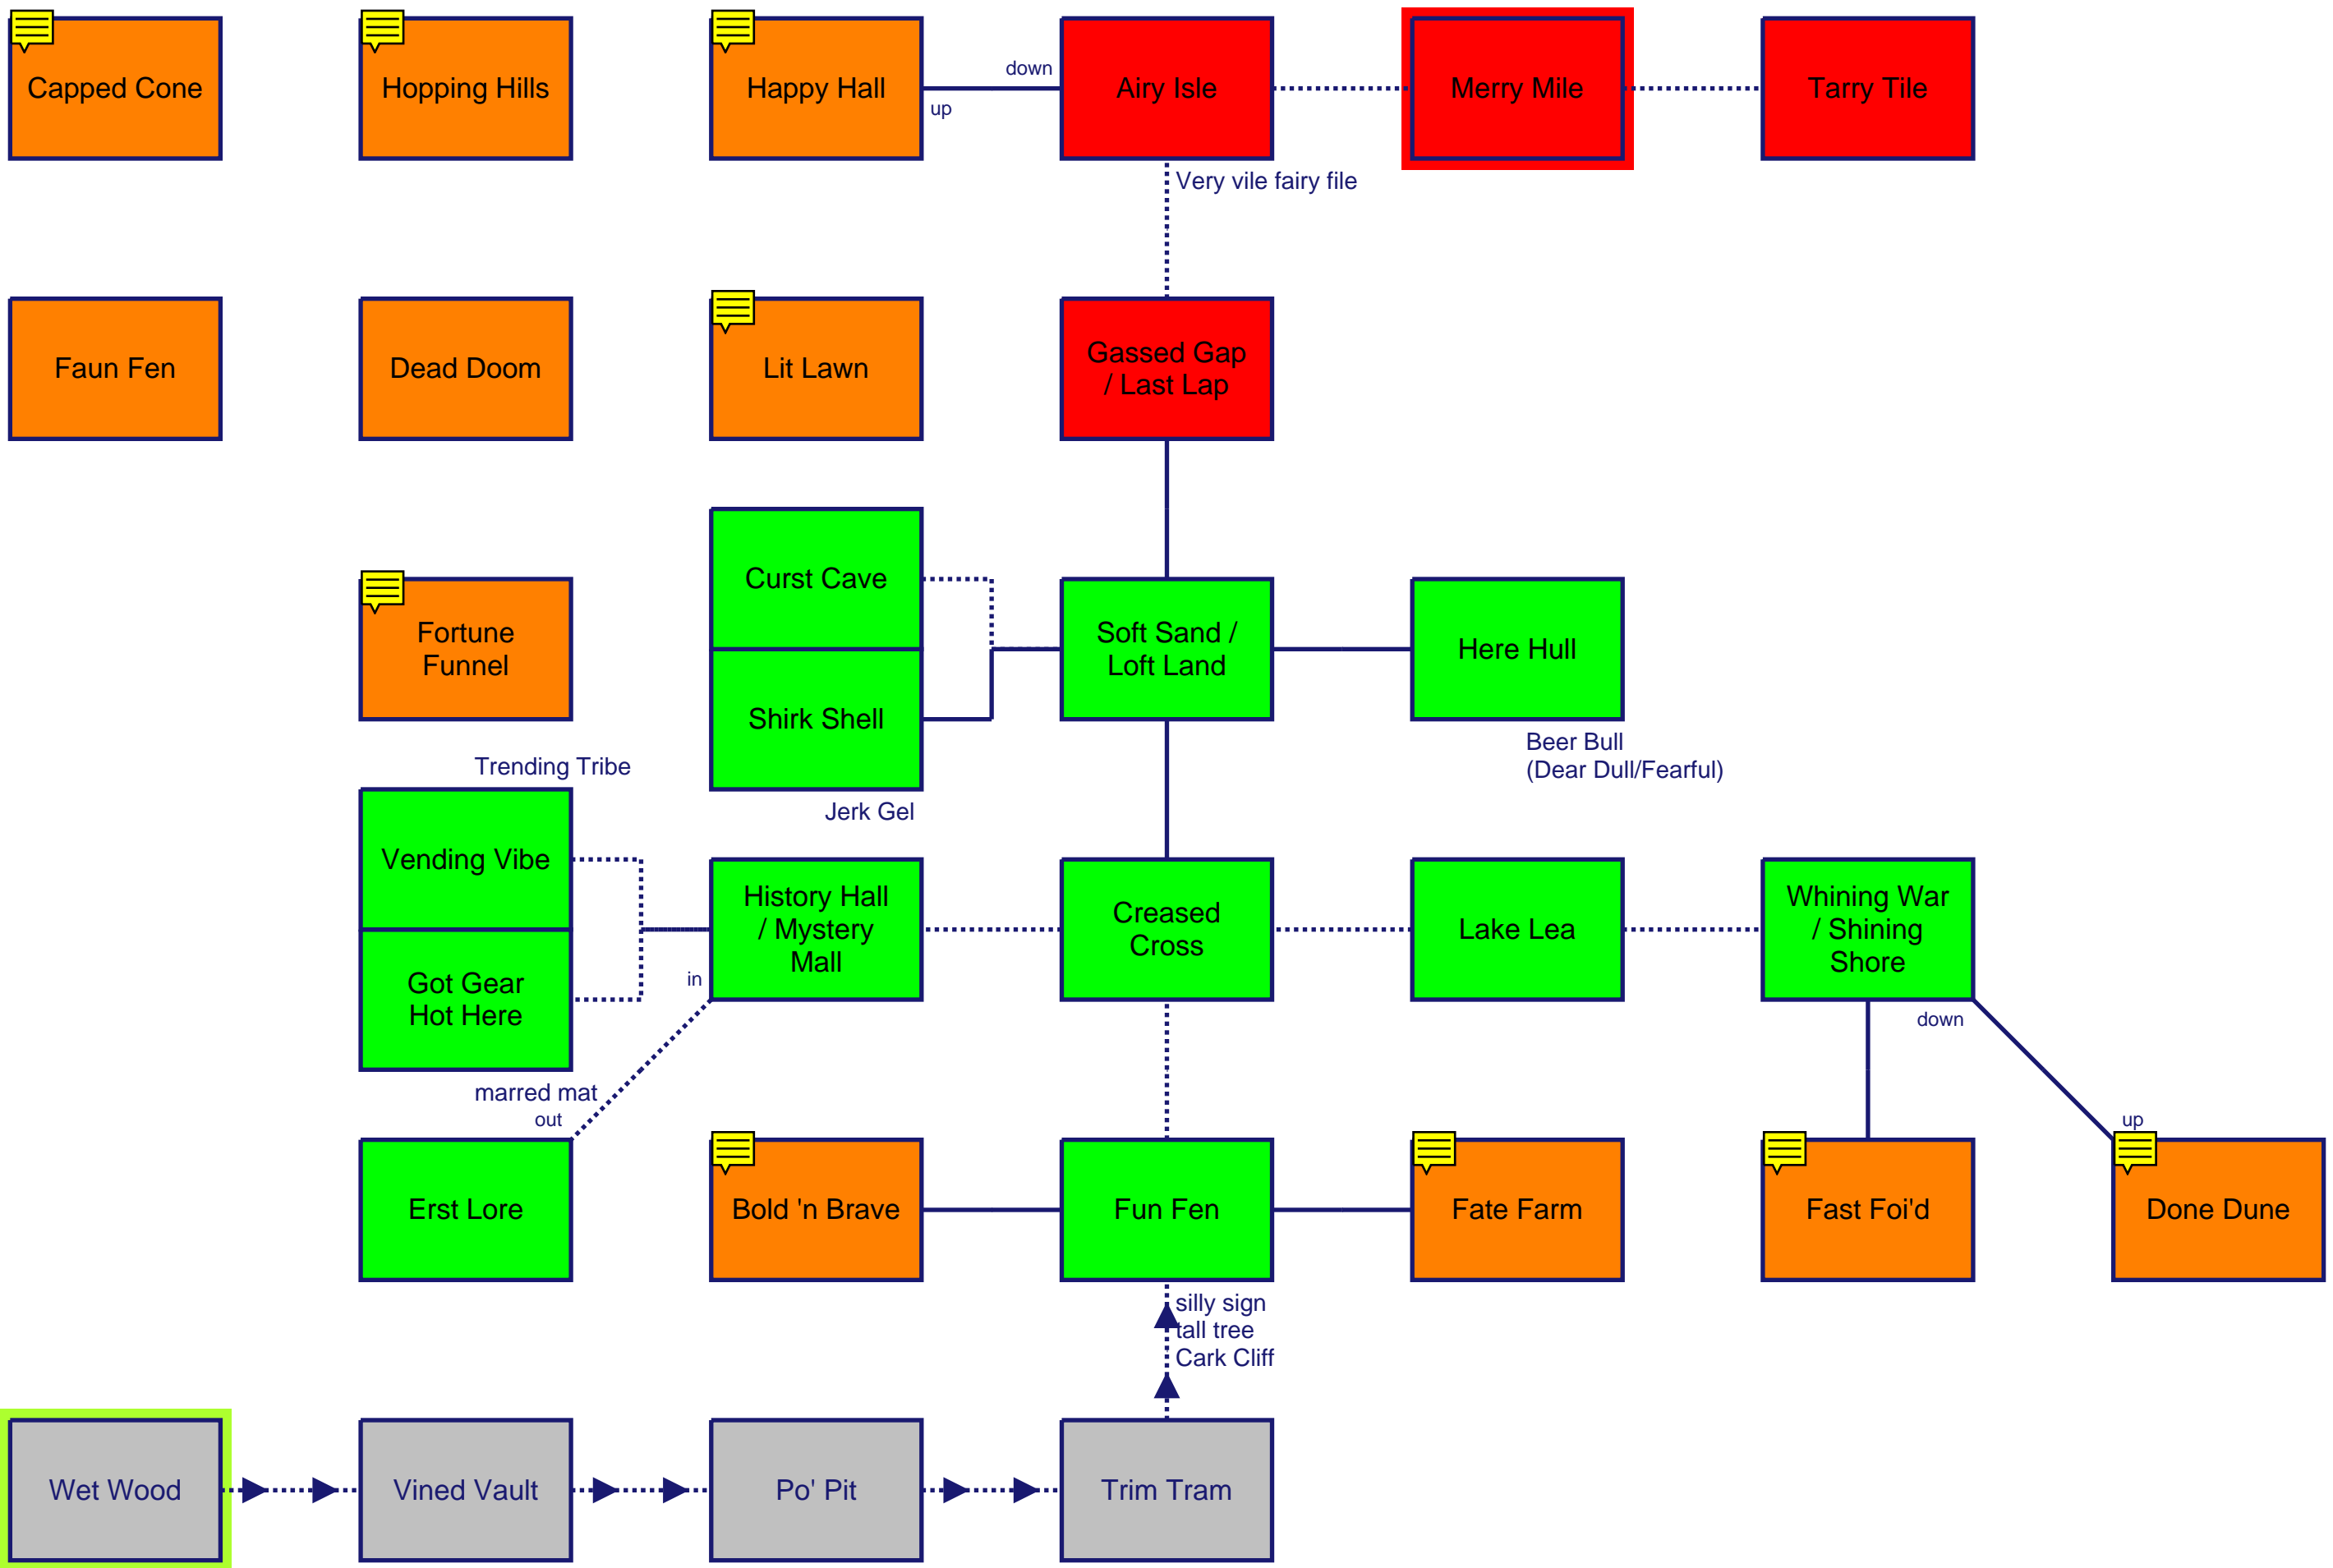 Capped Cone
Hopping Hills
Happy Hall
down
up
Airy Isle
Merry Mile
Tarry Tile
Very vile fairy file
Faun Fen
Dead Doom
Lit Lawn
Gassed Gap
/ Last Lap
Fortune
Funnel
Curst Cave
Shirk Shell
Soft Sand /
Loft Land
Here Hull
Beer Bull
(Dear Dull/Fearful)
Trending Tribe
Jerk Gel
Vending Vibe
Got Gear
Hot Here
History Hall
/ Mystery
Mall
in
Creased
Cross
Lake Lea
Whining War
/ Shining
Shore
down
marred mat
out
up
Erst Lore
Bold 'n Brave
Fun Fen
Fate Farm
Fast Foi'd
Done Dune
silly sign
tall tree
Cark Cliff
Wet Wood
Vined Vault
Po' Pit
Trim Tram